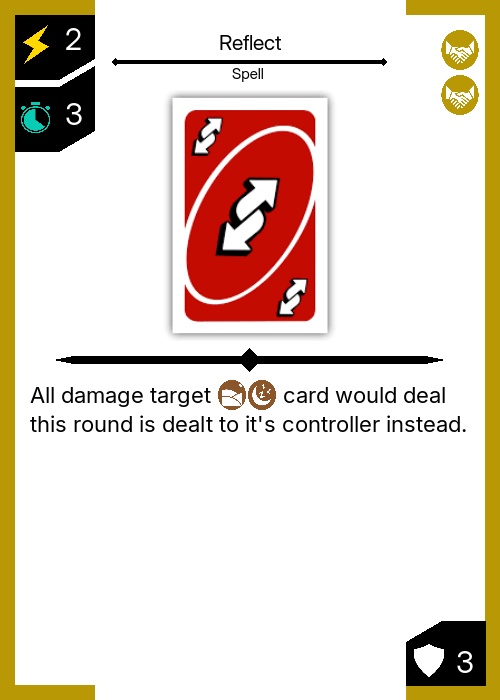 2
Reflect
Spell
3
All damage target card would deal
this round is dealt to it's controller instead.
3